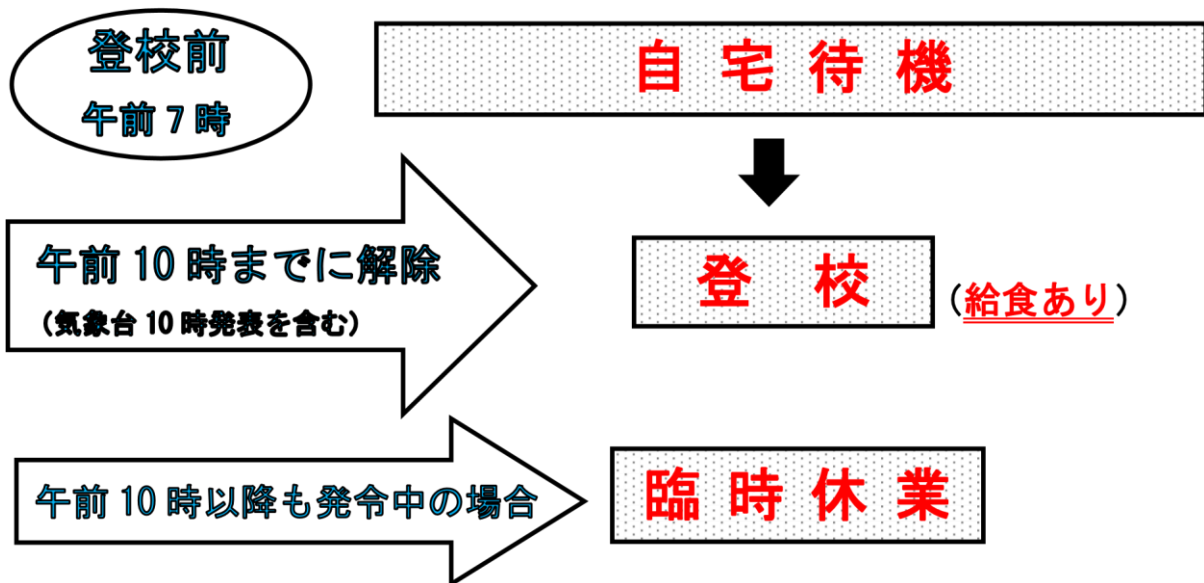 登校前
午前７時
自宅待機
午前 10 時までに解除
(気象台 10 時発表を含む)
登校
(給食あり)
午前 10 時以降も発令中の場合
臨時休業